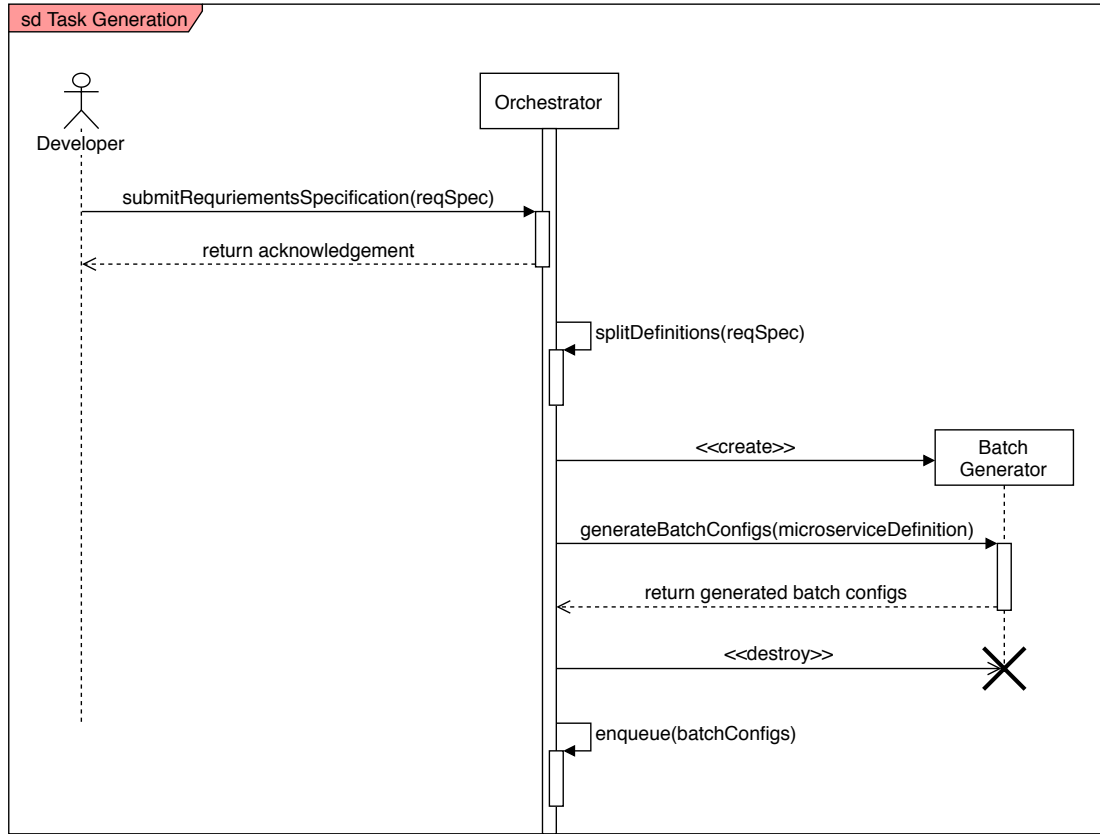 sd Task Generation
Orchestrator
Developer
submitRequriementsSpecification(reqSpec)
return acknowledgement
splitDefinitions(reqSpec)
<<create>>
Batch
Generator
generateBatchConfigs(microserviceDefinition)
return generated batch configs
<<destroy>>
enqueue(batchConfigs)